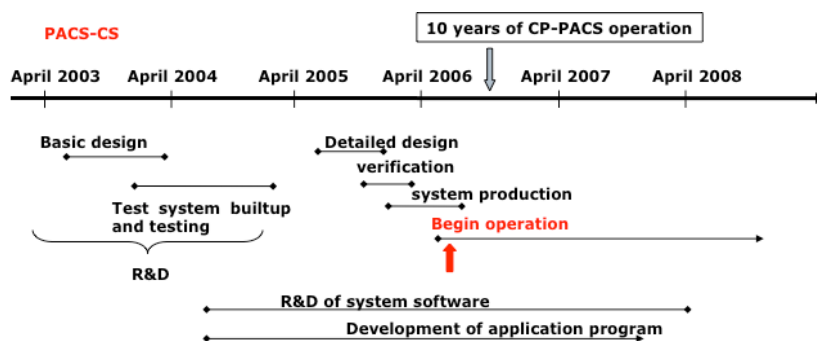 10 years of CP-PACS operation
PACS-CS
April 2003 April 2004 April 2005 April 2006 April 2007 April 2008
Basic design
Detailed design
verification
system production
Test system builtup
and testing
Begin operation
R&D
R&D of system software
Development of application program